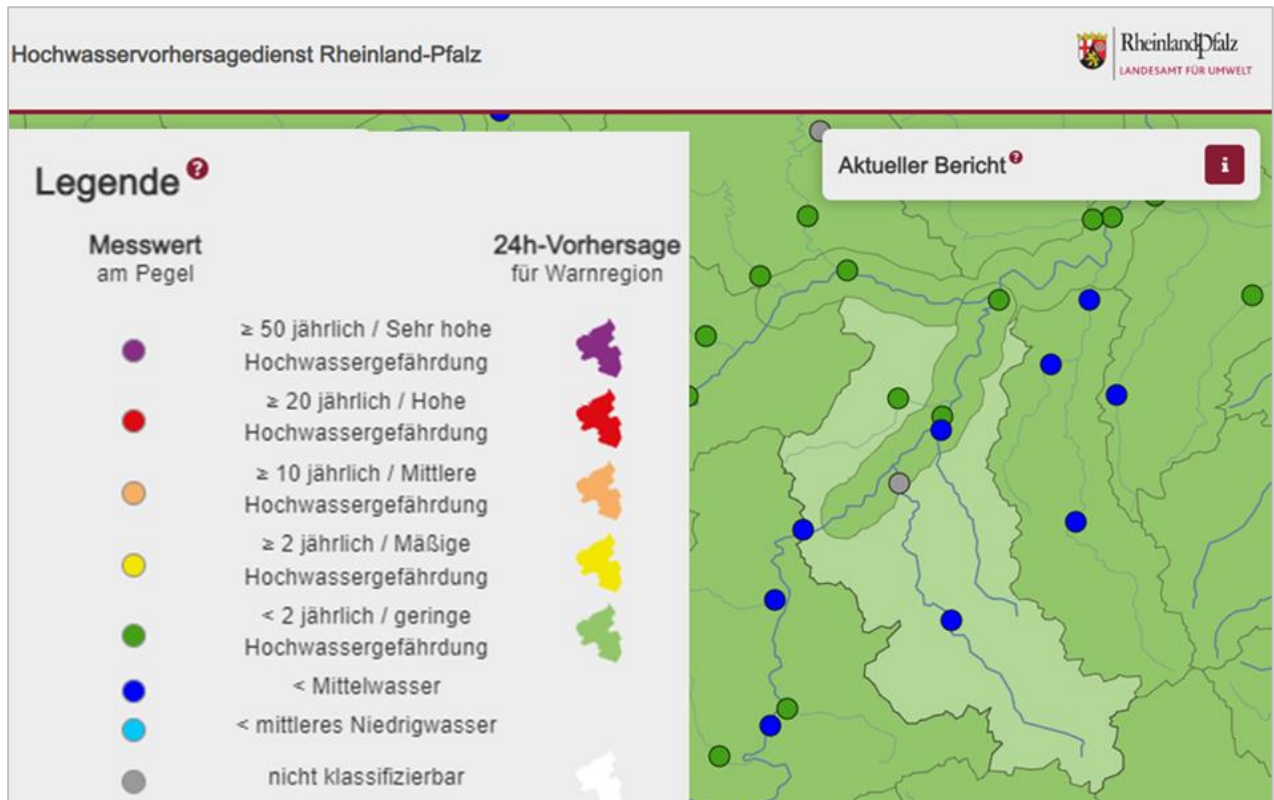 Hochwasservorhersagedienst Rheinland-Pfalz
RheinlandPfalz
LANDESAMT FÜR UMWELT
Legende ?
Aktueller Bericht ?
i
Messwert
am Pegel
24h-Vorhersage
für Warnregion
≥ 50 jährlich / Sehr hohe
Hochwassergefährdung
≥ 20 jährlich / Hohe
Hochwassergefährdung
≥ 10 jährlich / Mittlere
Hochwassergefährdung
≥ 2 jährlich / Mäßige
Hochwassergefährdung
< 2 jährlich / geringe
Hochwassergefährdung
< Mittelwasser
< mittleres Niedrigwasser
nicht klassifizierbar